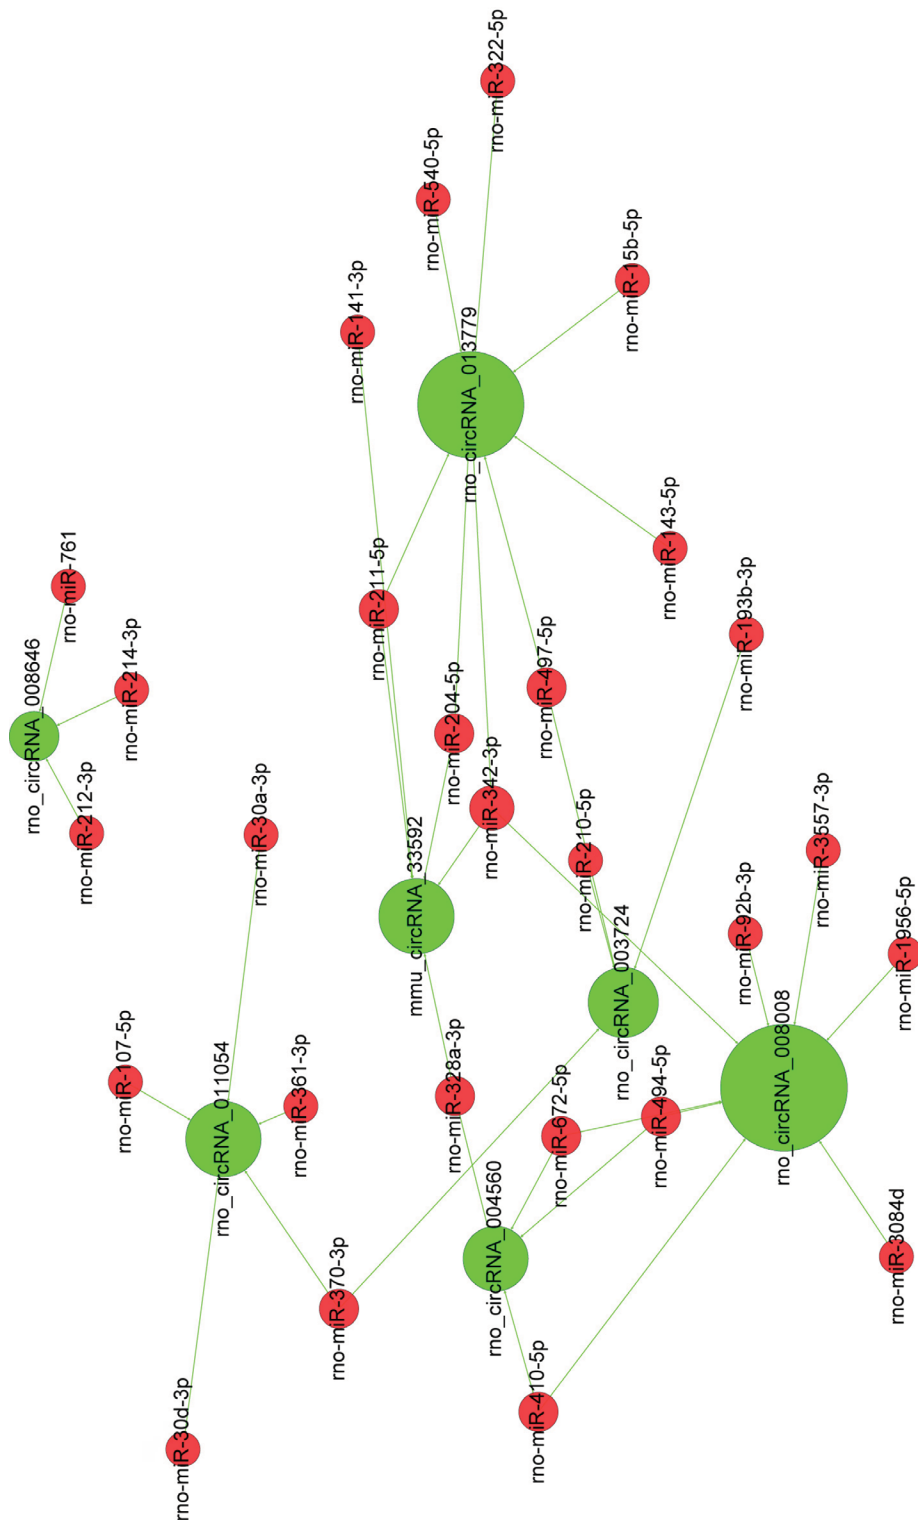 rno-miR-30d-3p
rno-miR-107-5p
rno_circRNA_011054
rno-miR-361-3p
rno-miR-370-3p
rno-miR-30a-3p
rno-miR-212-3p
rno_circRNA_008646
rno-miR-214-3p
rno-miR-761
rno-miR-410-5p
rno_circRNA_004560
rno-miR-328a-3p
mmu_circRNA_33592
rno-miR-672-5p
rno-miR-494-5p
rno_circRNA_003724
rno-miR-210-5p
rno-miR-342-3p
rno-miR-204-5p
rno-miR-211-5p
rno-miR-497-5p
rno-miR-141-3p
rno_circRNA_013779
rno-miR-540-5p
rno-miR-322-5p
rno-miR-15b-5p
rno-miR-143-5p
rno-miR-193b-3p
rno-miR-3084d
rno_circRNA_008008
rno-miR-92b-3p
rno-miR-3557-3p
rno-miR-1956-5p